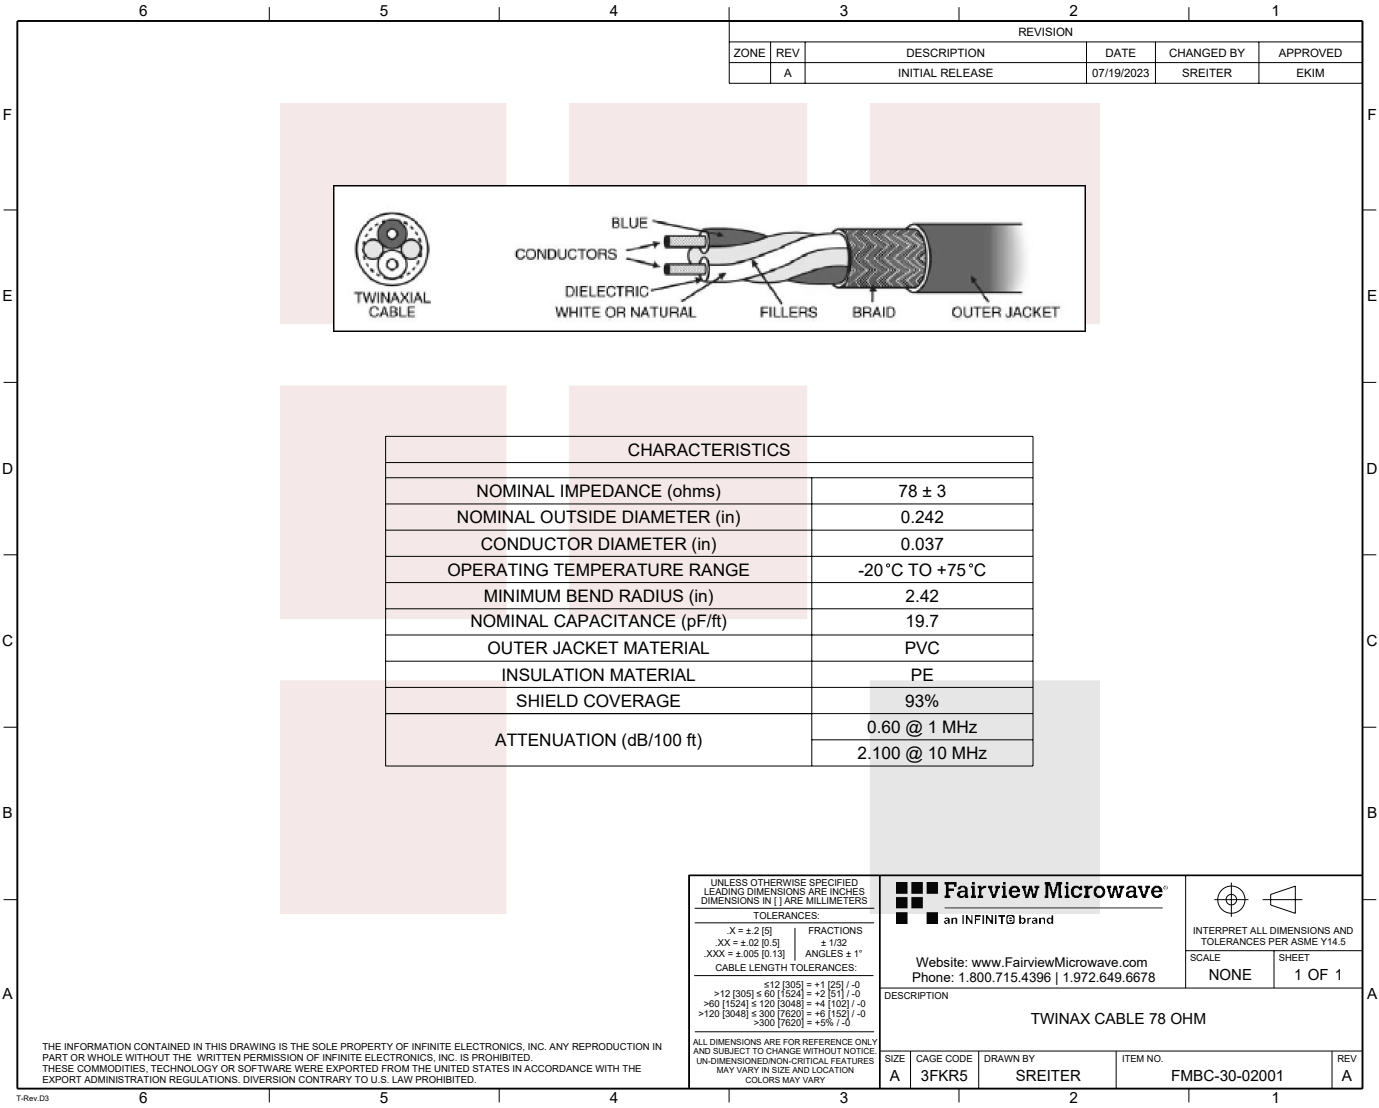 6 5 4 3 2 1
REVISION
ZONE REV DESCRIPTION DATE CHANGED BY APPROVED
A INITIAL RELEASE 07/19/2023 SREITER EKIM
F F
E E
D D
C C
B B
A A
BLUE
CONDUCTORS
DIELECTRIC
WHITE OR NATURAL
FILLERS
BRAID
OUTER JACKET
TWINAXIAL
CABLE
CHARACTERISTICS
NOMINAL IMPEDANCE (ohms) 78 ± 3
NOMINAL OUTSIDE DIAMETER (in) 0.242
CONDUCTOR DIAMETER (in) 0.037
OPERATING TEMPERATURE RANGE -20°C TO +75°C
MINIMUM BEND RADIUS (in) 2.42
NOMINAL CAPACITANCE (pF/ft) 19.7
OUTER JACKET MATERIAL PVC
INSULATION MATERIAL PE
SHIELD COVERAGE 93%
ATTENUATION (dB/100 ft)
0.60 @ 1 MHz
2.100 @ 10 MHz
UNLESS OTHERWISE SPECIFIED
LEADING DIMENSIONS ARE INCHES
DIMENSIONS IN [ ] ARE MILLIMETERS
TOLERANCES:
.X = ±.2 [5]
.XX = ±.02 [0.5]
.XXX = ±.005 [0.13]
FRACTIONS
± 1/32
ANGLES ± 1°
CABLE LENGTH TOLERANCES:
≤12 [305] = +1 [25] / -0
>12 [305] ≤ 60 [1524] = +2 [51] / -0
>60 [1524] ≤ 120 [3048] = +4 [102] / -0
>120 [3048] ≤ 300 [7620] = +6 [152] / -0
>300 [7620] = +5% / -0
ALL DIMENSIONS ARE FOR REFERENCE ONLY
AND SUBJECT TO CHANGE WITHOUT NOTICE.
UN-DIMENSIONED/NON-CRITICAL FEATURES
MAY VARY IN SIZE AND LOCATION
COLORS MAY VARY
Fairview Microwave®
an INFINIT℮ brand
Website: www.FairviewMicrowave.com
Phone: 1.800.715.4396 | 1.972.649.6678
INTERPRET ALL DIMENSIONS AND
TOLERANCES PER ASME Y14.5
SCALE
NONE
SHEET
1 OF 1
DESCRIPTION
TWINAX CABLE 78 OHM
SIZE
A
CAGE CODE
3FKR5
DRAWN BY
SREITER
ITEM NO.
FMBC-30-02001
REV
A
THE INFORMATION CONTAINED IN THIS DRAWING IS THE SOLE PROPERTY OF INFINITE ELECTRONICS, INC. ANY REPRODUCTION IN
PART OR WHOLE WITHOUT THE WRITTEN PERMISSION OF INFINITE ELECTRONICS, INC. IS PROHIBITED.
THESE COMMODITIES, TECHNOLOGY OR SOFTWARE WERE EXPORTED FROM THE UNITED STATES IN ACCORDANCE WITH THE
EXPORT ADMINISTRATION REGULATIONS. DIVERSION CONTRARY TO U.S. LAW PROHIBITED.
T-Rev.D3
6 5 4 3 2 1